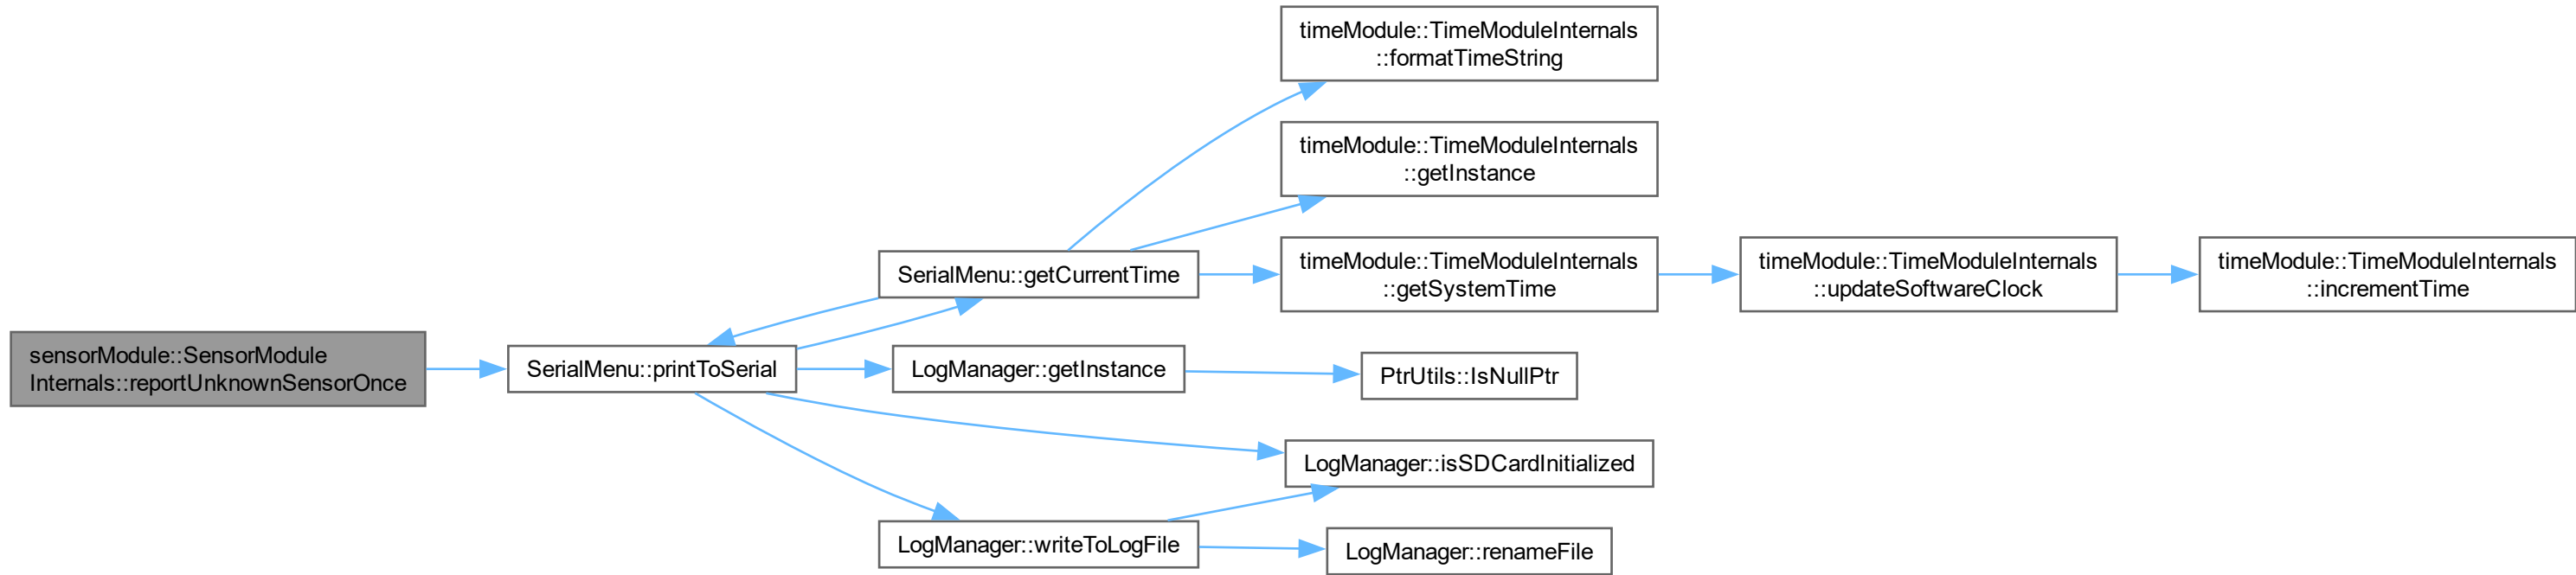 timeModule::TimeModuleInternals
::formatTimeString
timeModule::TimeModuleInternals
::getInstance
SerialMenu::getCurrentTime
timeModule::TimeModuleInternals
::getSystemTime
timeModule::TimeModuleInternals
::updateSoftwareClock
timeModule::TimeModuleInternals
::incrementTime
sensorModule::SensorModule
Internals::reportUnknownSensorOnce
SerialMenu::printToSerial
LogManager::getInstance
PtrUtils::IsNullPtr
LogManager::isSDCardInitialized
LogManager::writeToLogFile
LogManager::renameFile